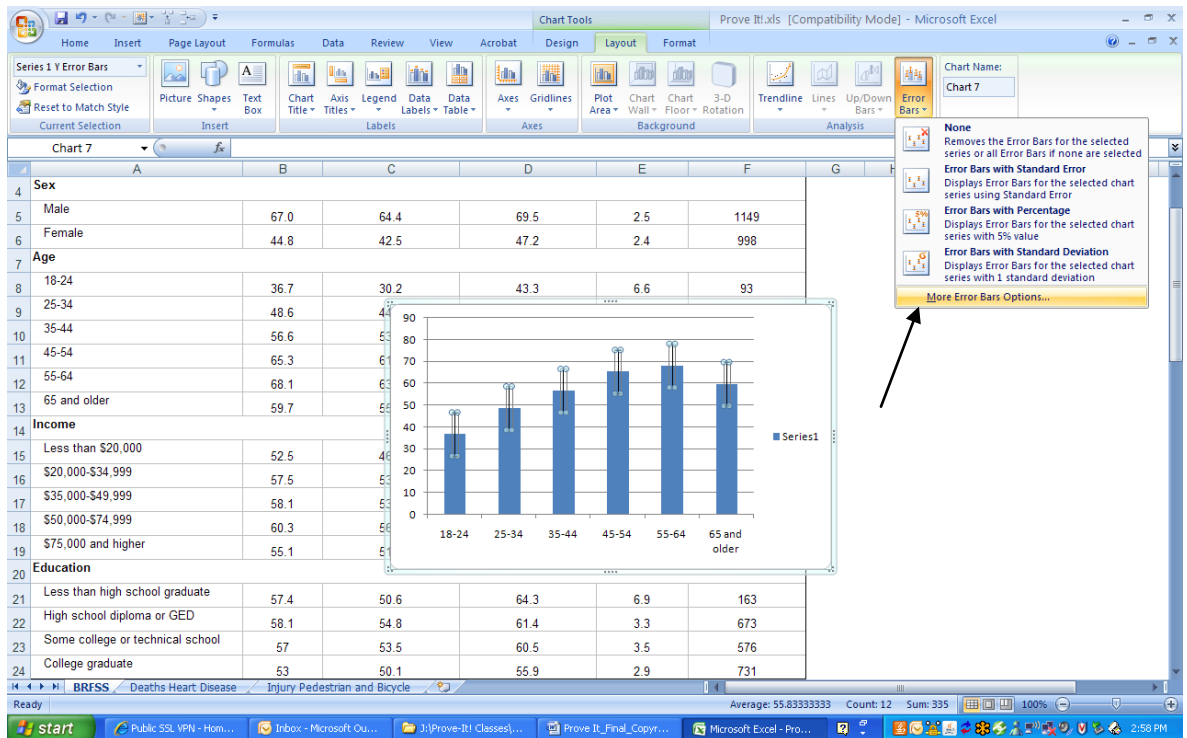 Chart Tools
Prove It!.xls [Compatibility Mode] - Microsoft Excel
Home Insert Page Layout Formulas Data Review View Acrobat Design Layout Format
Series 1 Y Error Bars
Format Selection
Reset to Match Style
Current Selection
Picture Shapes Text Box
Insert
Chart Title Axis Titles Legend Data Labels Data Table
Labels
Axes Gridlines
Axes
Plot Area Chart Wall Chart Floor 3-D Rotation
Background
Trendline Lines Up/Down Bars Error Bars
Analysis
Chart Name:
Chart 7
None
Removes the Error Bars for the selected
series or all Error Bars if none are selected
Error Bars with Standard Error
Displays Error Bars for the selected chart
series using Standard Error
Error Bars with Percentage
Displays Error Bars for the selected chart
series with 5% value
Error Bars with Standard Deviation
Displays Error Bars for the selected chart
series with 1 standard deviation
More Error Bars Options...
Chart 7 fx
A B C D E F G H
4 Sex
5 Male 67.0 64.4 69.5 2.5 1149
6 Female 44.8 42.5 47.2 2.4 998
7 Age
8 18-24 36.7 30.2 43.3 6.6 93
9 25-34 48.6
10 35-44 56.6
11 45-54 65.3
12 55-64 68.1
13 65 and older 59.7
14 Income
15 Less than $20,000 52.5
16 $20,000-$34,999 57.5
17 $35,000-$49,999 58.1
18 $50,000-$74,999 60.3
19 $75,000 and higher 55.1
20 Education
21 Less than high school graduate 57.4 50.6 64.3 6.9 163
22 High school diploma or GED 58.1 54.8 61.4 3.3 673
23 Some college or technical school 57 53.5 60.5 3.5 576
24 College graduate 53 50.1 55.9 2.9 731
90
80
70
60
50
40
30
20
10
0
18-24 25-34 35-44 45-54 55-64 65 and older
Series1
BRFSS Deaths Heart Disease Injury Pedestrian and Bicycle
Ready Average: 55.83333333 Count: 12 Sum: 335 100%
start Public SSL VPN - Hom... Inbox - Microsoft Ou... J:\Prove-It! Classes\... Prove It_Final_Copyr... Microsoft Excel - Pro... 2:58 PM